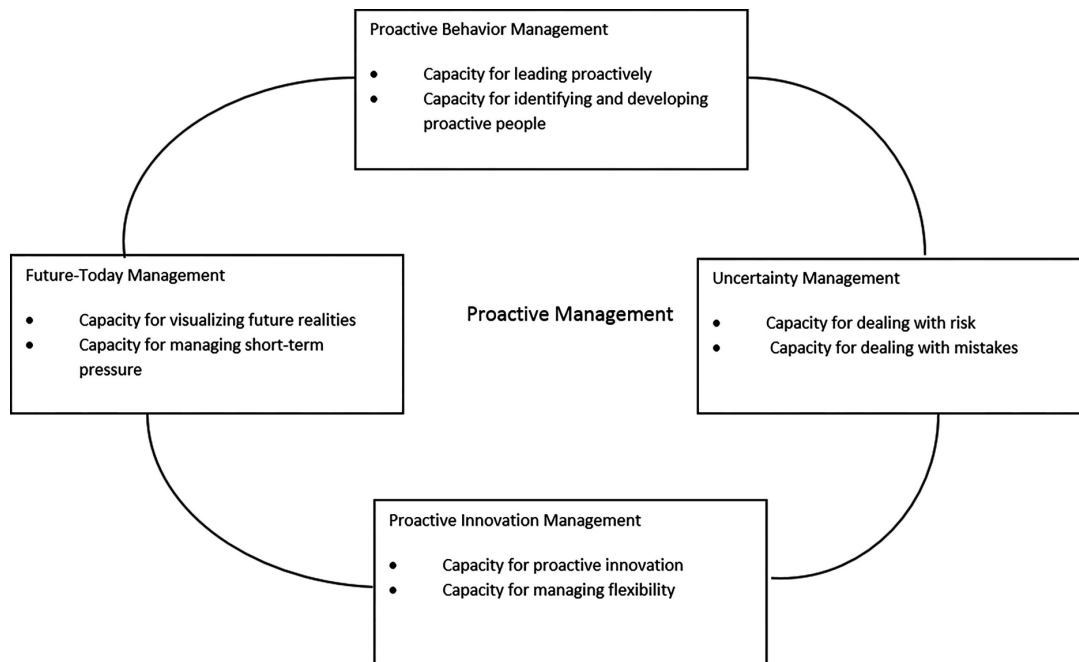 Proactive Behavior Management
• Capacity for leading proactively
• Capacity for identifying and developing
proactive people
Future-Today Management
• Capacity for visualizing future realities
• Capacity for managing short-term
pressure
Proactive Management
Uncertainty Management
• Capacity for dealing with risk
• Capacity for dealing with mistakes
Proactive Innovation Management
• Capacity for proactive innovation
• Capacity for managing flexibility